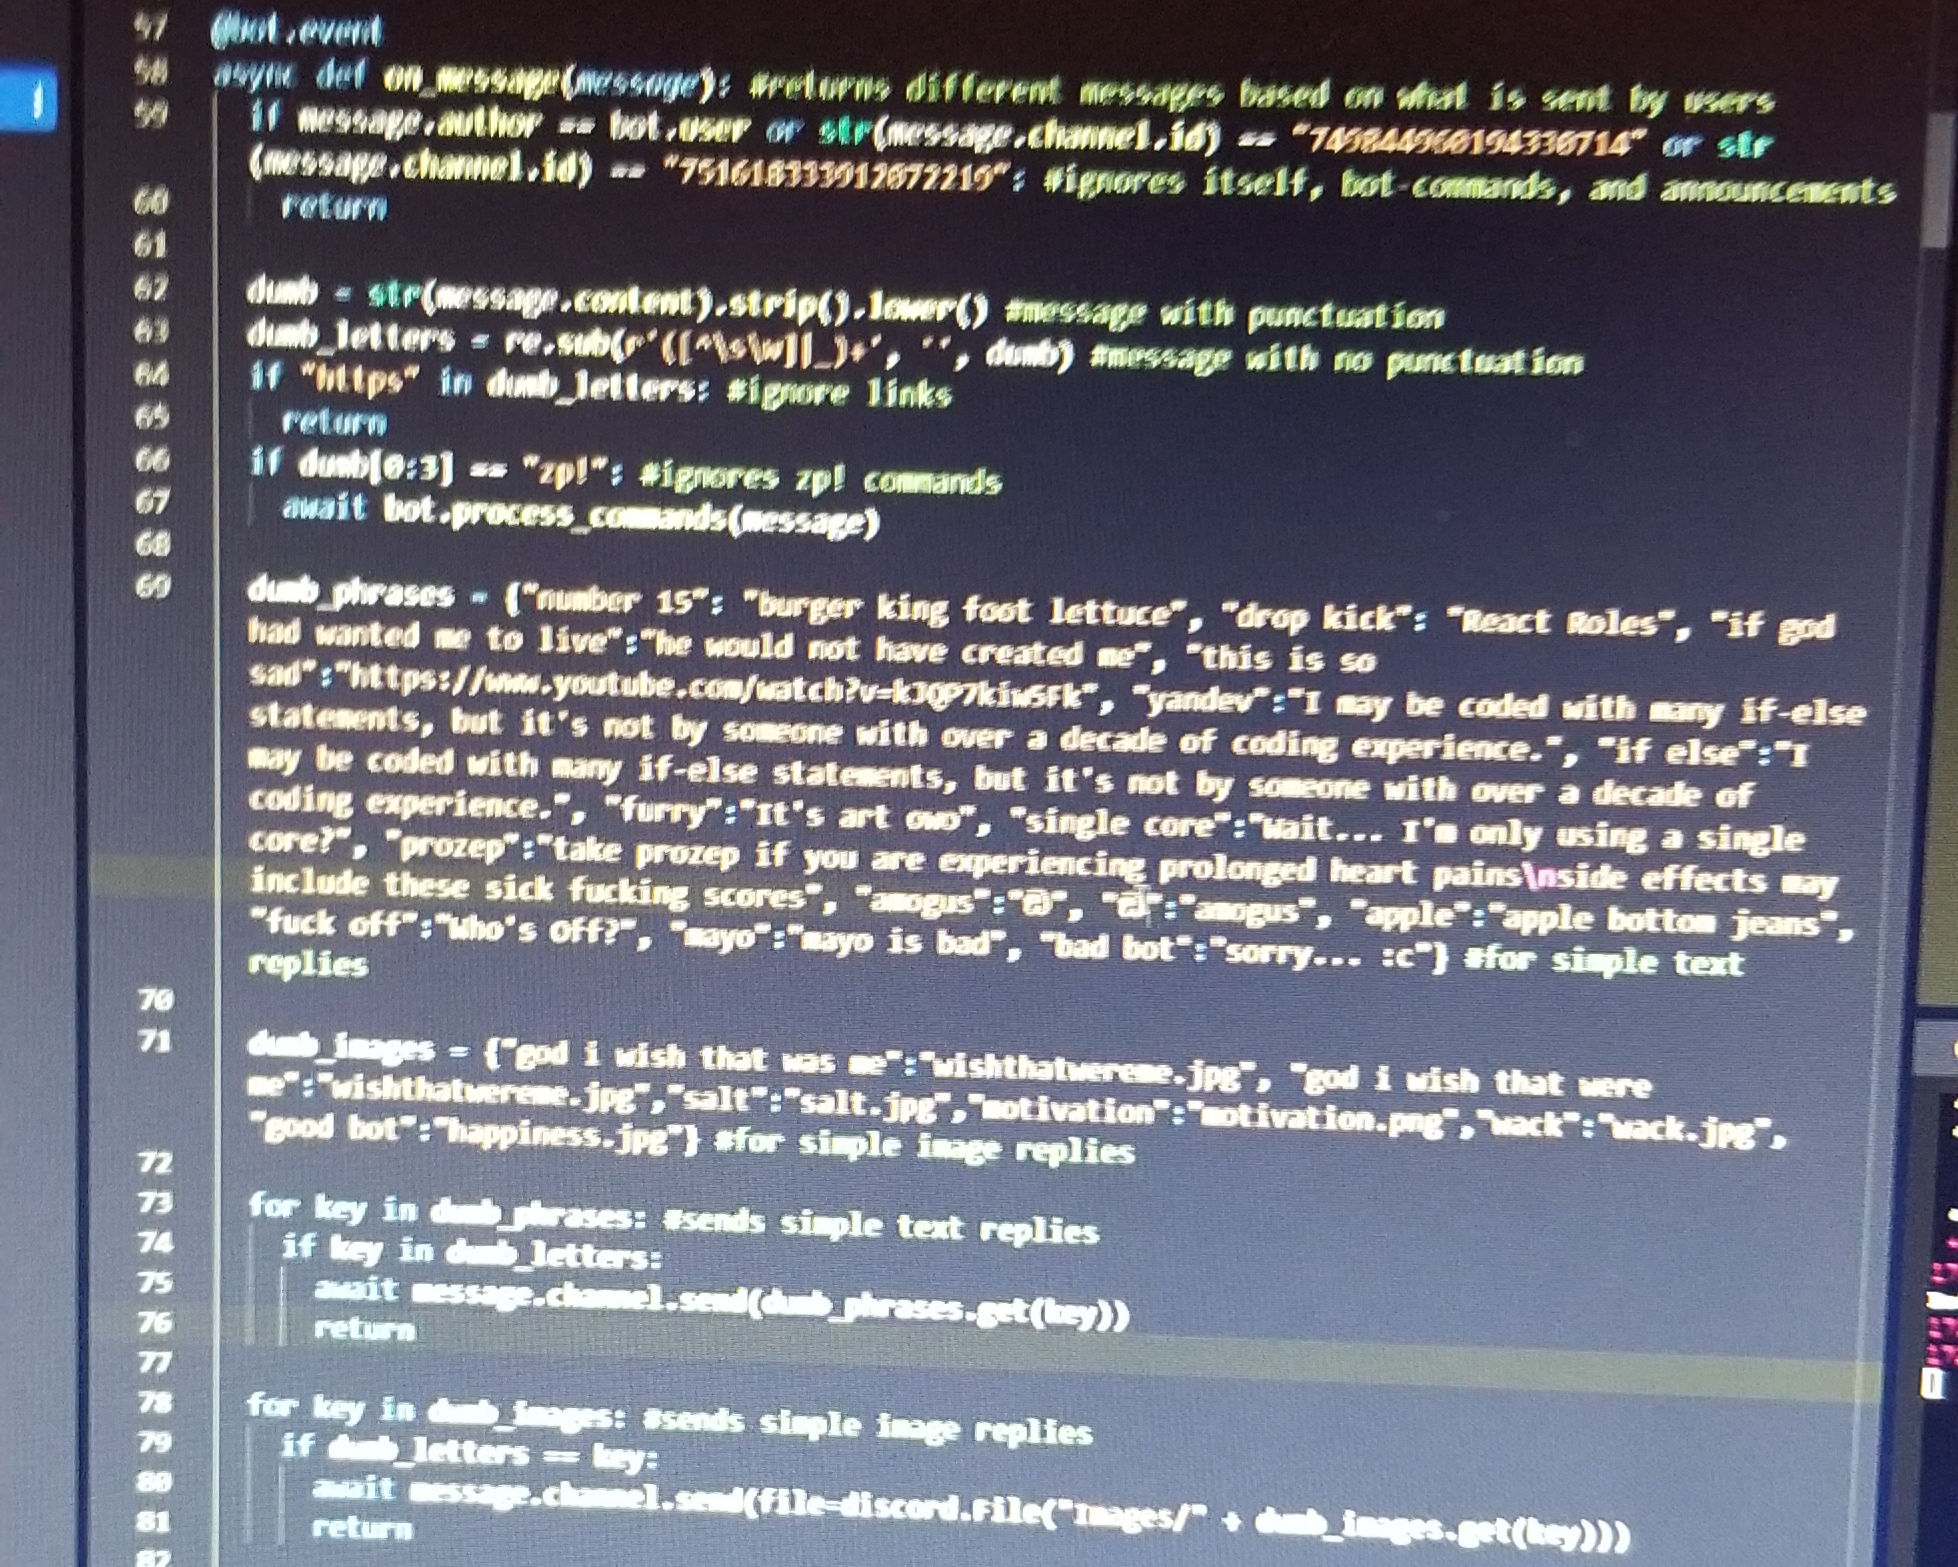 57 @bot.event
58 async def on_message(message): #returns different messages based on what is sent by users
59 if message.author == bot.user or str(message.channel.id) == "749844960194330714" or str
(message.channel.id) == "751618333912072219": #ignores itself, bot-commands, and announcements
60 return
61
62 dumb = str(message.content).strip().lower() #message with punctuation
63 dumb_letters = re.sub(r'([^\s\w]|_)+', '', dumb) #message with no punctuation
64 if "https" in dumb_letters: #ignore links
65 return
66 if dumb[0:3] == "zp!": #ignores zp! commands
67 await bot.process_commands(message)
68
69 dumb_phrases = {"number 15": "burger king foot lettuce", "drop kick": "React Roles", "if god
had wanted me to live":"he would not have created me", "this is so
sad":"https://www.youtube.com/watch?v=kJQP7kiw5Fk", "yandev":"I may be coded with many if-else
statements, but it's not by someone with over a decade of coding experience.", "if else":"I
may be coded with many if-else statements, but it's not by someone with over a decade of
coding experience.", "furry":"It's art owo", "single core":"Wait... I'm only using a single
core?", "prozep":"take prozep if you are experiencing prolonged heart pains\nside effects may
include these sick fucking scores", "amogus":"ඞ", "ඞ":"amogus", "apple":"apple bottom jeans",
"fuck off":"Who's Off?", "mayo":"mayo is bad", "bad bot":"sorry... :c"} #for simple text
replies
70
71 dumb_images = {"god i wish that was me":"wishthatwereme.jpg", "god i wish that were
me":"wishthatwereme.jpg","salt":"salt.jpg","motivation":"motivation.png","wack":"wack.jpg",
"good bot":"happiness.jpg"} #for simple image replies
72
73 for key in dumb_phrases: #sends simple text replies
74 if key in dumb_letters:
75 await message.channel.send(dumb_phrases.get(key))
76 return
77
78 for key in dumb_images: #sends simple image replies
79 if dumb_letters == key:
80 await message.channel.send(file=discord.File("Images/" + dumb_images.get(key)))
81 return
82